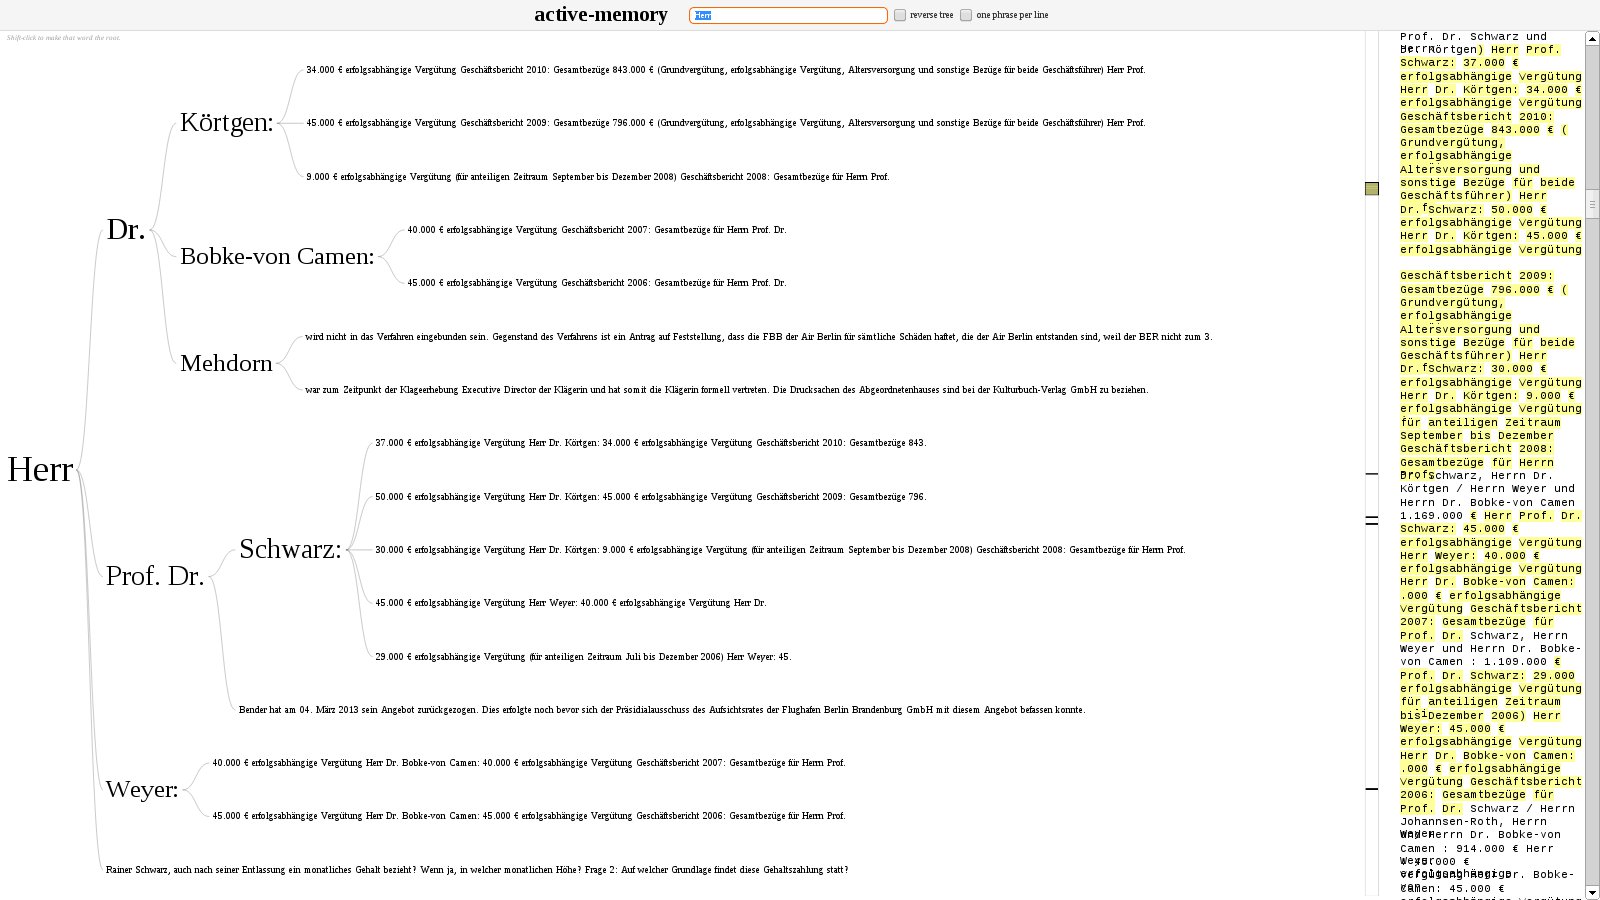 active-memory
Herr
reverse tree
one phrase per line
Shift-click to make that word the root.
34.000 € erfolgsabhängige Vergütung Geschäftsbericht 2010: Gesamtbezüge 843.000 € (Grundvergütung, erfolgsabhängige Vergütung, Altersversorgung und sonstige Bezüge für beide Geschäftsführer) Herr Prof.
Körtgen:
45.000 € erfolgsabhängige Vergütung Geschäftsbericht 2009: Gesamtbezüge 796.000 € (Grundvergütung, erfolgsabhängige Vergütung, Altersversorgung und sonstige Bezüge für beide Geschäftsführer) Herr Prof.
9.000 € erfolgsabhängige Vergütung (für anteiligen Zeitraum September bis Dezember 2008) Geschäftsbericht 2008: Gesamtbezüge für Herrn Prof.
Dr.
40.000 € erfolgsabhängige Vergütung Geschäftsbericht 2007: Gesamtbezüge für Herrn Prof. Dr.
Bobke-von Camen:
45.000 € erfolgsabhängige Vergütung Geschäftsbericht 2006: Gesamtbezüge für Herrn Prof. Dr.
wird nicht in das Verfahren eingebunden sein. Gegenstand des Verfahrens ist ein Antrag auf Feststellung, dass die FBB der Air Berlin für sämtliche Schäden haftet, die der Air Berlin entstanden sind, weil der BER nicht zum 3.
Mehdorn
war zum Zeitpunkt der Klageerhebung Executive Director der Klägerin und hat somit die Klägerin formell vertreten. Die Drucksachen des Abgeordnetenhauses sind bei der Kulturbuch-Verlag GmbH zu beziehen.
37.000 € erfolgsabhängige Vergütung Herr Dr. Körtgen: 34.000 € erfolgsabhängige Vergütung Geschäftsbericht 2010: Gesamtbezüge 843.
Herr
50.000 € erfolgsabhängige Vergütung Herr Dr. Körtgen: 45.000 € erfolgsabhängige Vergütung Geschäftsbericht 2009: Gesamtbezüge 796.
Schwarz:
30.000 € erfolgsabhängige Vergütung Herr Dr. Körtgen: 9.000 € erfolgsabhängige Vergütung (für anteiligen Zeitraum September bis Dezember 2008) Geschäftsbericht 2008: Gesamtbezüge für Herrn Prof.
Prof. Dr.
45.000 € erfolgsabhängige Vergütung Herr Weyer: 40.000 € erfolgsabhängige Vergütung Herr Dr.
29.000 € erfolgsabhängige Vergütung (für anteiligen Zeitraum Juli bis Dezember 2006) Herr Weyer: 45.
Bender hat am 04. März 2013 sein Angebot zurückgezogen. Dies erfolgte noch bevor sich der Präsidialausschuss des Aufsichtsrates der Flughafen Berlin Brandenburg GmbH mit diesem Angebot befassen konnte.
40.000 € erfolgsabhängige Vergütung Herr Dr. Bobke-von Camen: 40.000 € erfolgsabhängige Vergütung Geschäftsbericht 2007: Gesamtbezüge für Herrn Prof.
Weyer:
45.000 € erfolgsabhängige Vergütung Herr Dr. Bobke-von Camen: 45.000 € erfolgsabhängige Vergütung Geschäftsbericht 2006: Gesamtbezüge für Herrn Prof.
Rainer Schwarz, auch nach seiner Entlassung ein monatliches Gehalt bezieht? Wenn ja, in welcher monatlichen Höhe? Frage 2: Auf welcher Grundlage findet diese Gehaltszahlung statt?
Prof. Dr. Schwarz und
Dr. Körtgen) Herr Prof.
Schwarz: 37.000 €
erfolgsabhängige Vergütung
Herr Dr. Körtgen: 34.000 €
erfolgsabhängige Vergütung
Geschäftsbericht 2010:
Gesamtbezüge 843.000 € (
Grundvergütung,
erfolgsabhängige
Altersversorgung und
sonstige Bezüge für beide
Geschäftsführer) Herr
Dr. Schwarz: 50.000 €
erfolgsabhängige Vergütung
Herr Dr. Körtgen: 45.000 €
erfolgsabhängige Vergütung
Geschäftsbericht 2009:
Gesamtbezüge 796.000 € (
Grundvergütung,
erfolgsabhängige
Altersversorgung und
sonstige Bezüge für beide
Geschäftsführer) Herr
Dr. Schwarz: 30.000 €
erfolgsabhängige Vergütung
Herr Dr. Körtgen: 9.000 €
erfolgsabhängige Vergütung
für anteiligen Zeitraum
September bis Dezember
Geschäftsbericht 2008:
Gesamtbezüge für Herrn
Dr. Schwarz, Herrn Dr.
Körtgen / Herrn Weyer und
Herrn Dr. Bobke-von Camen
1.169.000 € Herr Prof. Dr.
Schwarz: 45.000 €
erfolgsabhängige Vergütung
Herr Weyer: 40.000 €
erfolgsabhängige Vergütung
Herr Dr. Bobke-von Camen:
.000 € erfolgsabhängige
Vergütung Geschäftsbericht
2007: Gesamtbezüge für
Prof. Dr. Schwarz, Herrn
Weyer und Herrn Dr. Bobke-
von Camen : 1.109.000 €
Prof. Dr. Schwarz: 29.000
erfolgsabhängige Vergütung
für anteiligen Zeitraum
bis Dezember 2006) Herr
Weyer: 45.000 €
erfolgsabhängige Vergütung
Herr Dr. Bobke-von Camen:
.000 € erfolgsabhängige
Vergütung Geschäftsbericht
2006: Gesamtbezüge für
Prof. Dr. Schwarz / Herrn
Johannsen-Roth, Herrn
und Herrn Dr. Bobke-von
Camen : 914.000 € Herr
45.000 €
Dr. Bobke-
Camen: 45.000 €